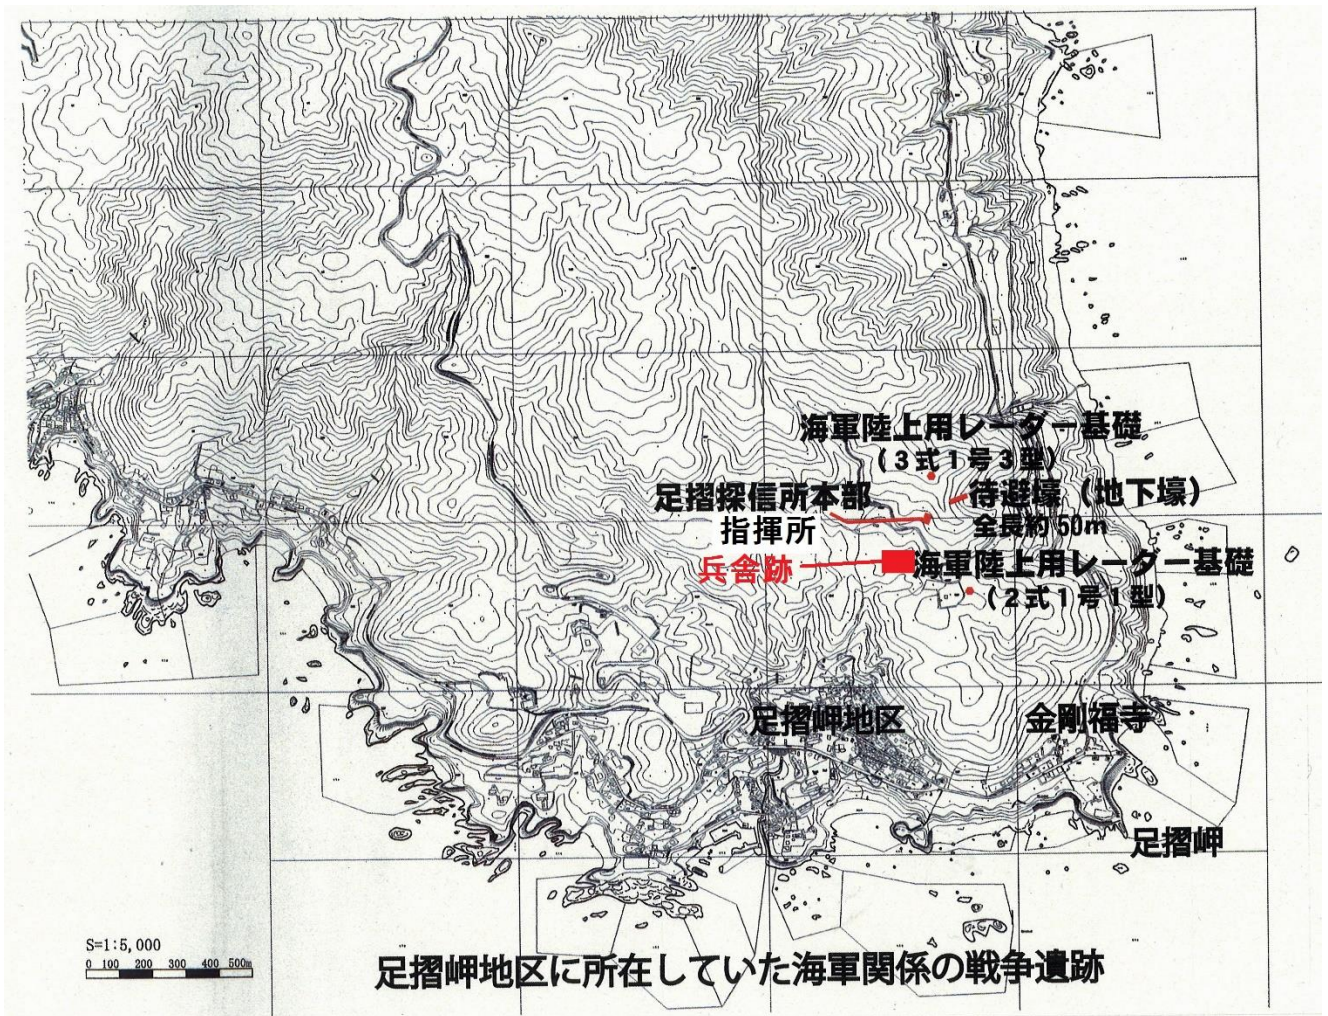 海軍陸上用レーダー基礎
(3式1号3型)
足摺探信所本部
待避壕（地下壕）
指揮所
全長約50m
兵舎跡
海軍陸上用レーダー基礎
(2式1号1型)
足摺岬地区
金剛福寺
足摺岬
S=1:5,000
0 100 200 300 400 500m
足摺岬地区に所在していた海軍関係の戦争遺跡